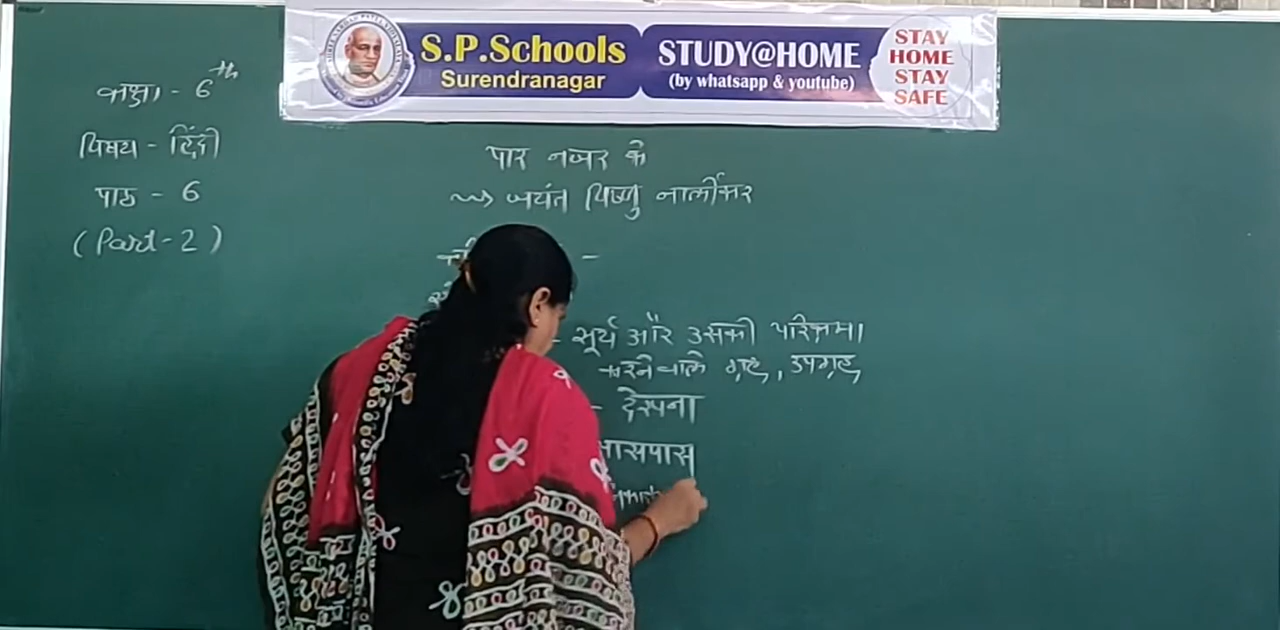 S.P.Schools
Surendranagar
STUDY@HOME
(by whatsapp & youtube)
STAY
HOME
STAY
SAFE
कक्षा - 6th
विषय - हिंदी
पाठ - 6
(Part-2)
पार नजर के
जयंत विष्णु नार्लीकर
-
- सूर्य और उसकी परिक्रमा
करनेवाले ग्रह, उपग्रह
- देखना
आसपास